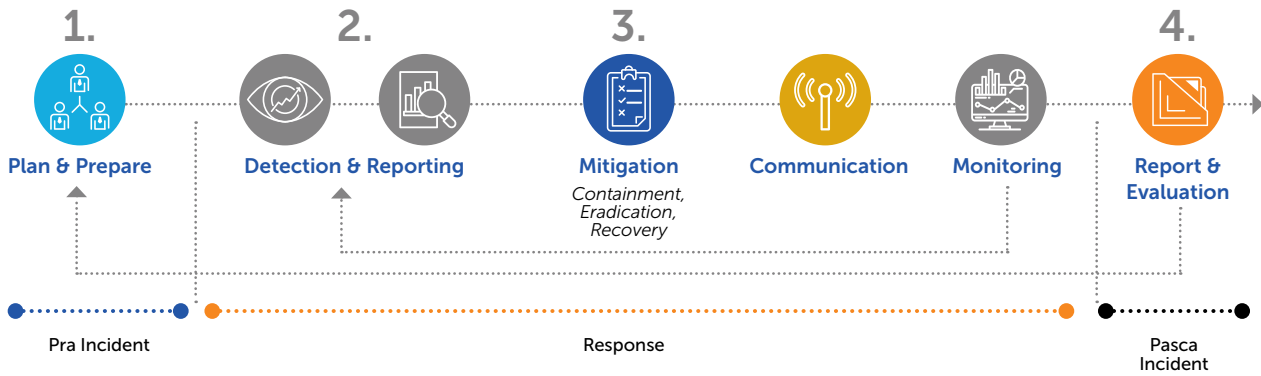 1.
2.
3.
4.
Plan & Prepare
Detection & Reporting
Mitigation
Containment,
Eradication,
Recovery
Communication
Monitoring
Report &
Evaluation
Pra Incident
Response
Pasca
Incident